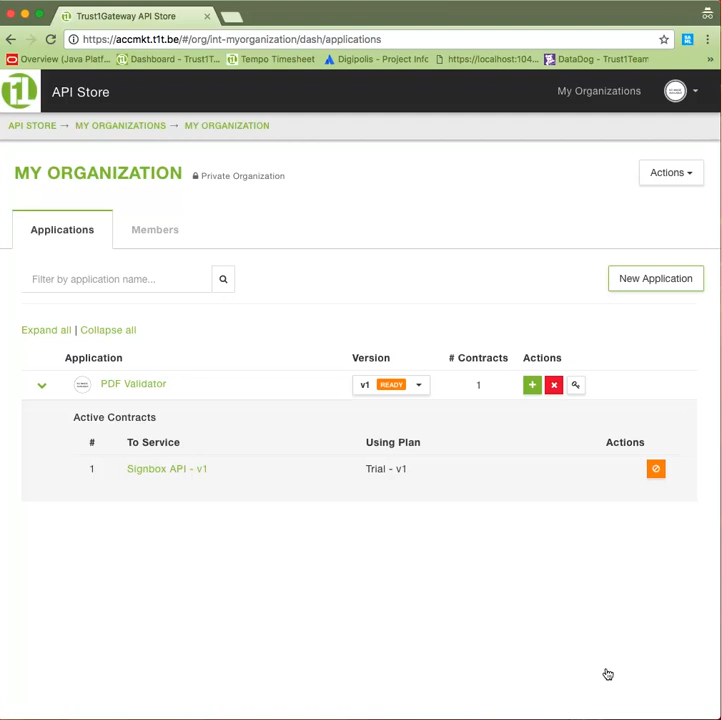 Trust1Gateway API Store
https://accmkt.t1t.be/#/org/int-myorganization/dash/applications
Overview (Java Platf... Dashboard - Trust1T... Tempo Timesheet Digipolis - Project Info https://localhost:104... DataDog - Trust1Team »
API Store My Organizations
API STORE → MY ORGANIZATIONS → MY ORGANIZATION
MY ORGANIZATION Private Organization Actions
Applications Members
Filter by application name... New Application
Expand all | Collapse all
Application Version # Contracts Actions
PDF Validator v1 READY 1
Active Contracts
# To Service Using Plan Actions
1 Signbox API - v1 Trial - v1